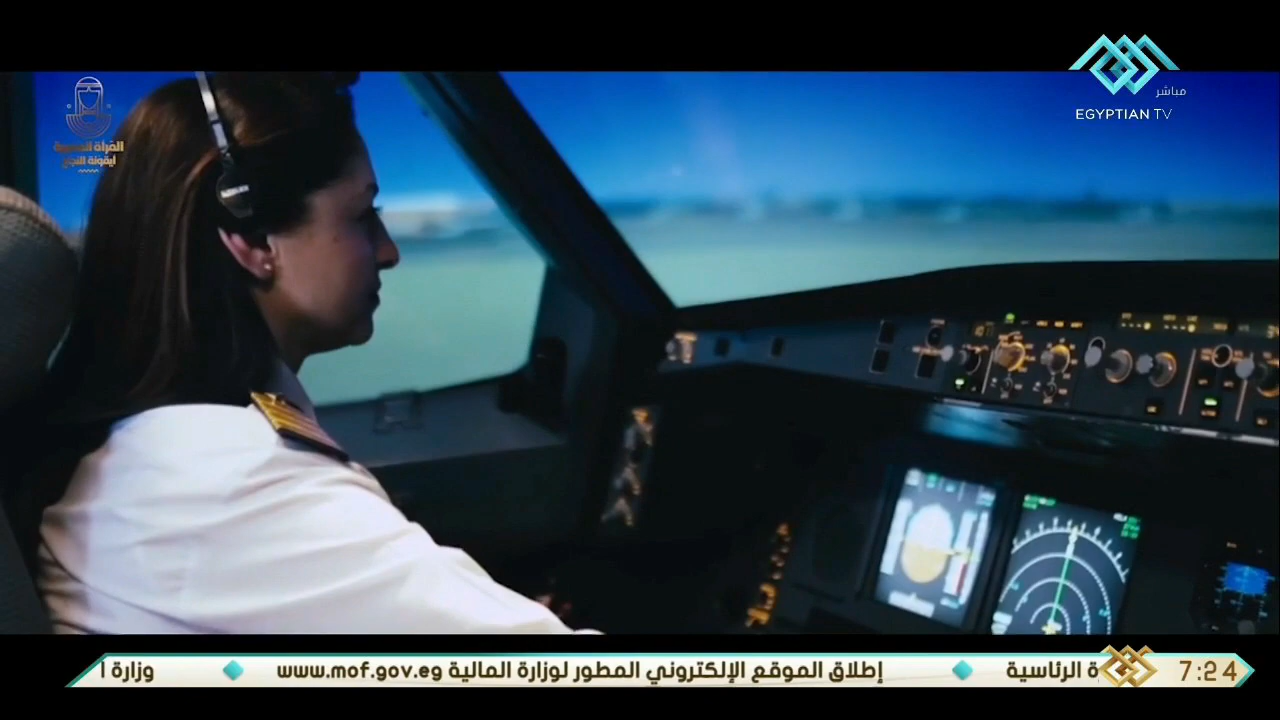 مباشر
EGYPTIAN TV
المرأة المصرية
أيقونة النجاح
ة الرئاسية
إطلاق الموقع الإلكتروني المطور لوزارة المالية www.mof.gov.eg
وزارة ا
7:24